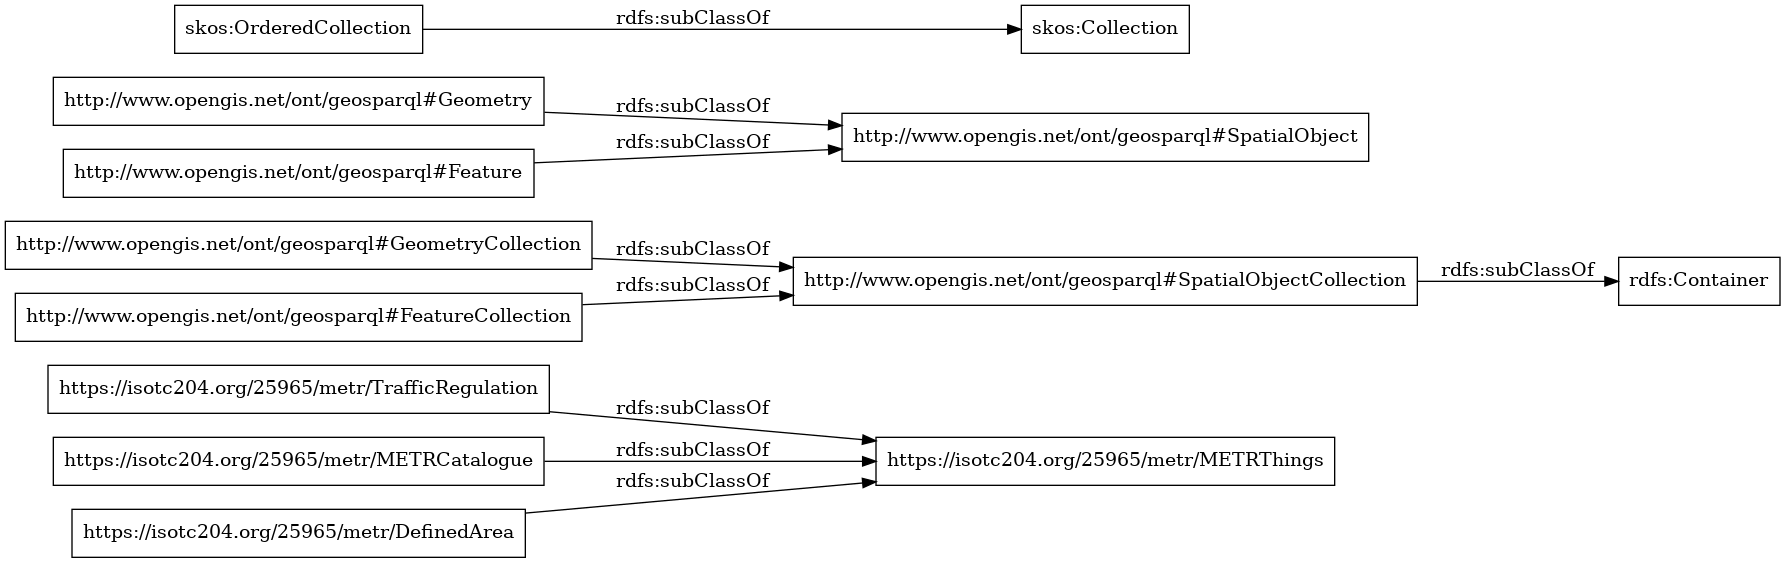 skos:OrderedCollection
rdfs:subClassOf
skos:Collection
http://www.opengis.net/ont/geosparql#Geometry
rdfs:subClassOf
http://www.opengis.net/ont/geosparql#SpatialObject
rdfs:subClassOf
http://www.opengis.net/ont/geosparql#Feature
http://www.opengis.net/ont/geosparql#GeometryCollection
rdfs:subClassOf
http://www.opengis.net/ont/geosparql#SpatialObjectCollection
rdfs:subClassOf
rdfs:Container
rdfs:subClassOf
http://www.opengis.net/ont/geosparql#FeatureCollection
https://isotc204.org/25965/metr/TrafficRegulation
rdfs:subClassOf
https://isotc204.org/25965/metr/METRCatalogue
rdfs:subClassOf
https://isotc204.org/25965/metr/METRThings
rdfs:subClassOf
https://isotc204.org/25965/metr/DefinedArea